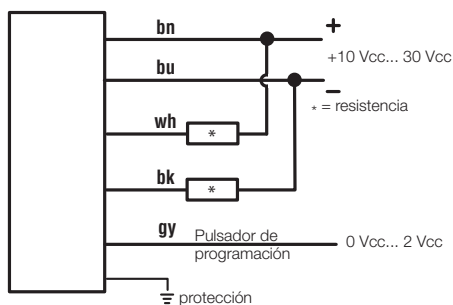 bn
+
+10 Vcc... 30 Vcc
bu
–
* = resistencia
wh
*
bk
*
gy
Pulsador de
programación
0 Vcc... 2 Vcc
protección